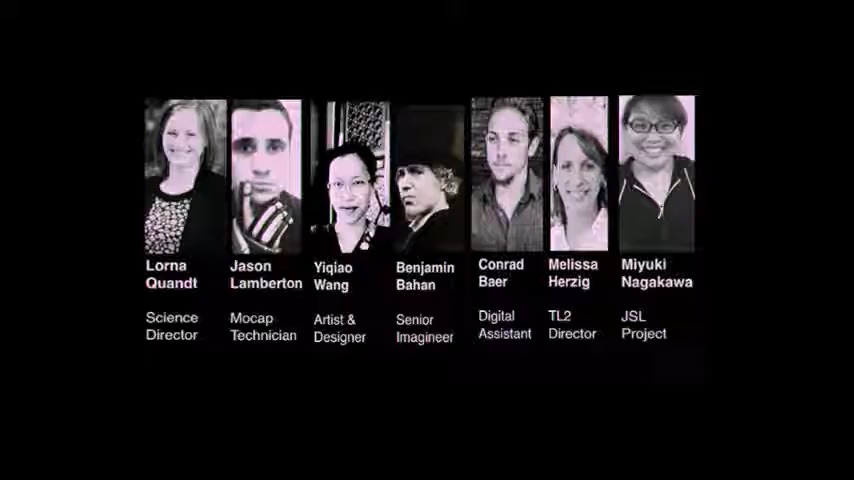 Lorna
Quandt
Science
Director
Jason
Lamberton
Mocap
Technician
Yiqiao
Wang
Artist &
Designer
Benjamin
Bahan
Senior
Imagineer
Conrad
Baer
Digital
Assistant
Melissa
Herzig
TL2
Director
Miyuki
Nagakawa
JSL
Project